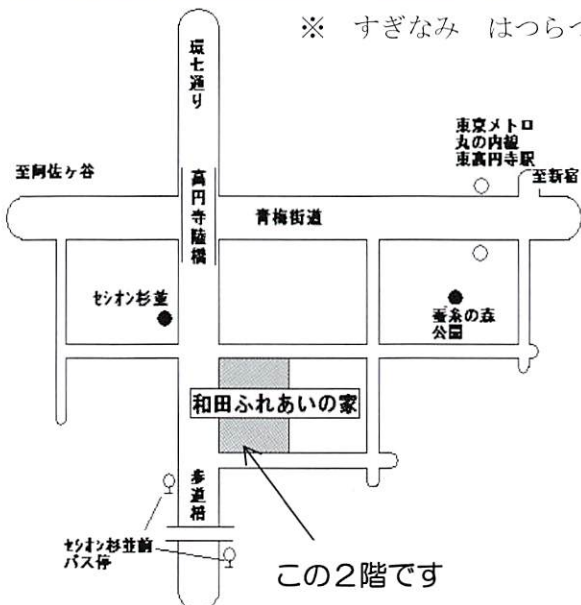 ※ すぎなみ はつらつ
環七通り
東京メトロ
丸の内線
東高円寺駅
至阿佐ケ谷
至新宿
高円寺陸橋
青梅街道
セシオン杉並
蚕糸の森
公園
和田ふれあいの家
歩道橋
セシオン杉並前
バス停
この２階です